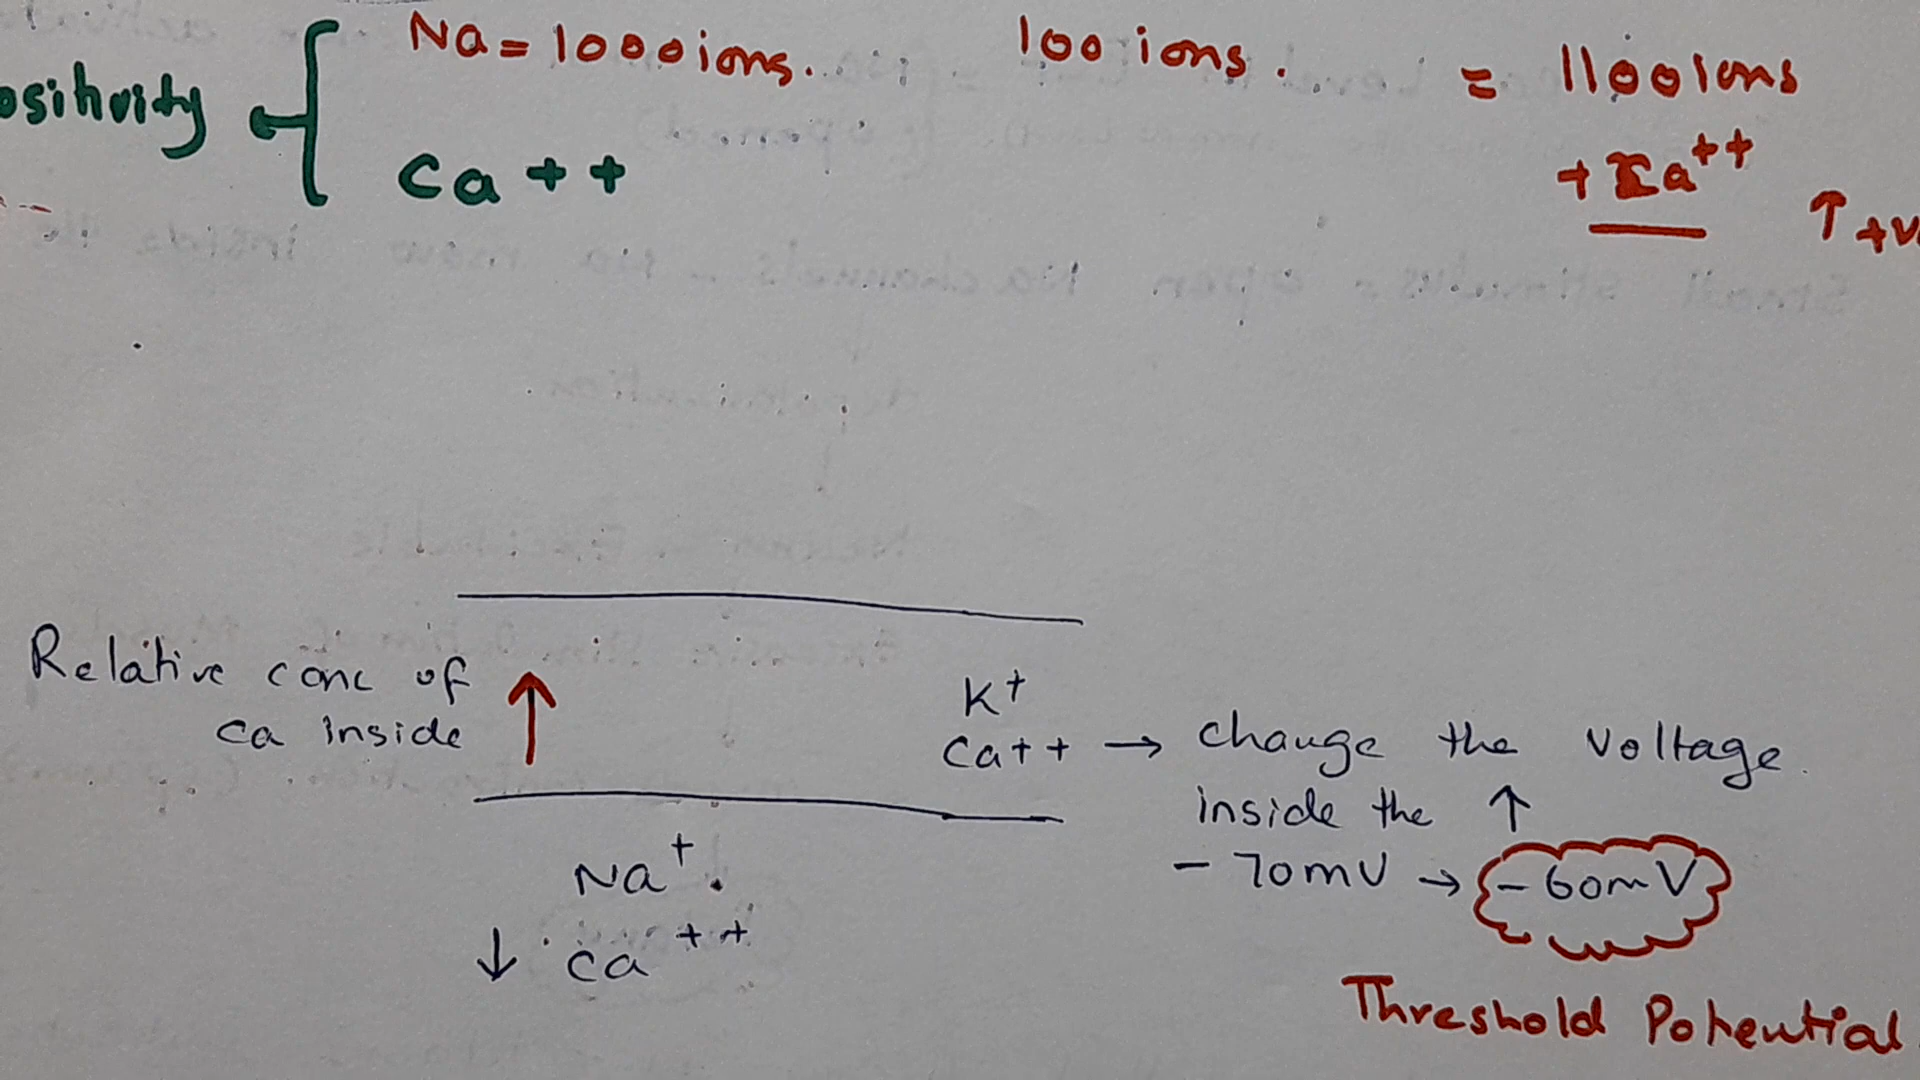 Na = 1000 ions. 100 ions. = 1100 ions
ositivity
Ca++ + Ca++ ↑ +v
Relative conc of
Ca inside ↑
K+
Ca++ → change the voltage.
inside the ↑
- 70mV → - 60mV
Na+
↓ Ca++
Threshold Potential